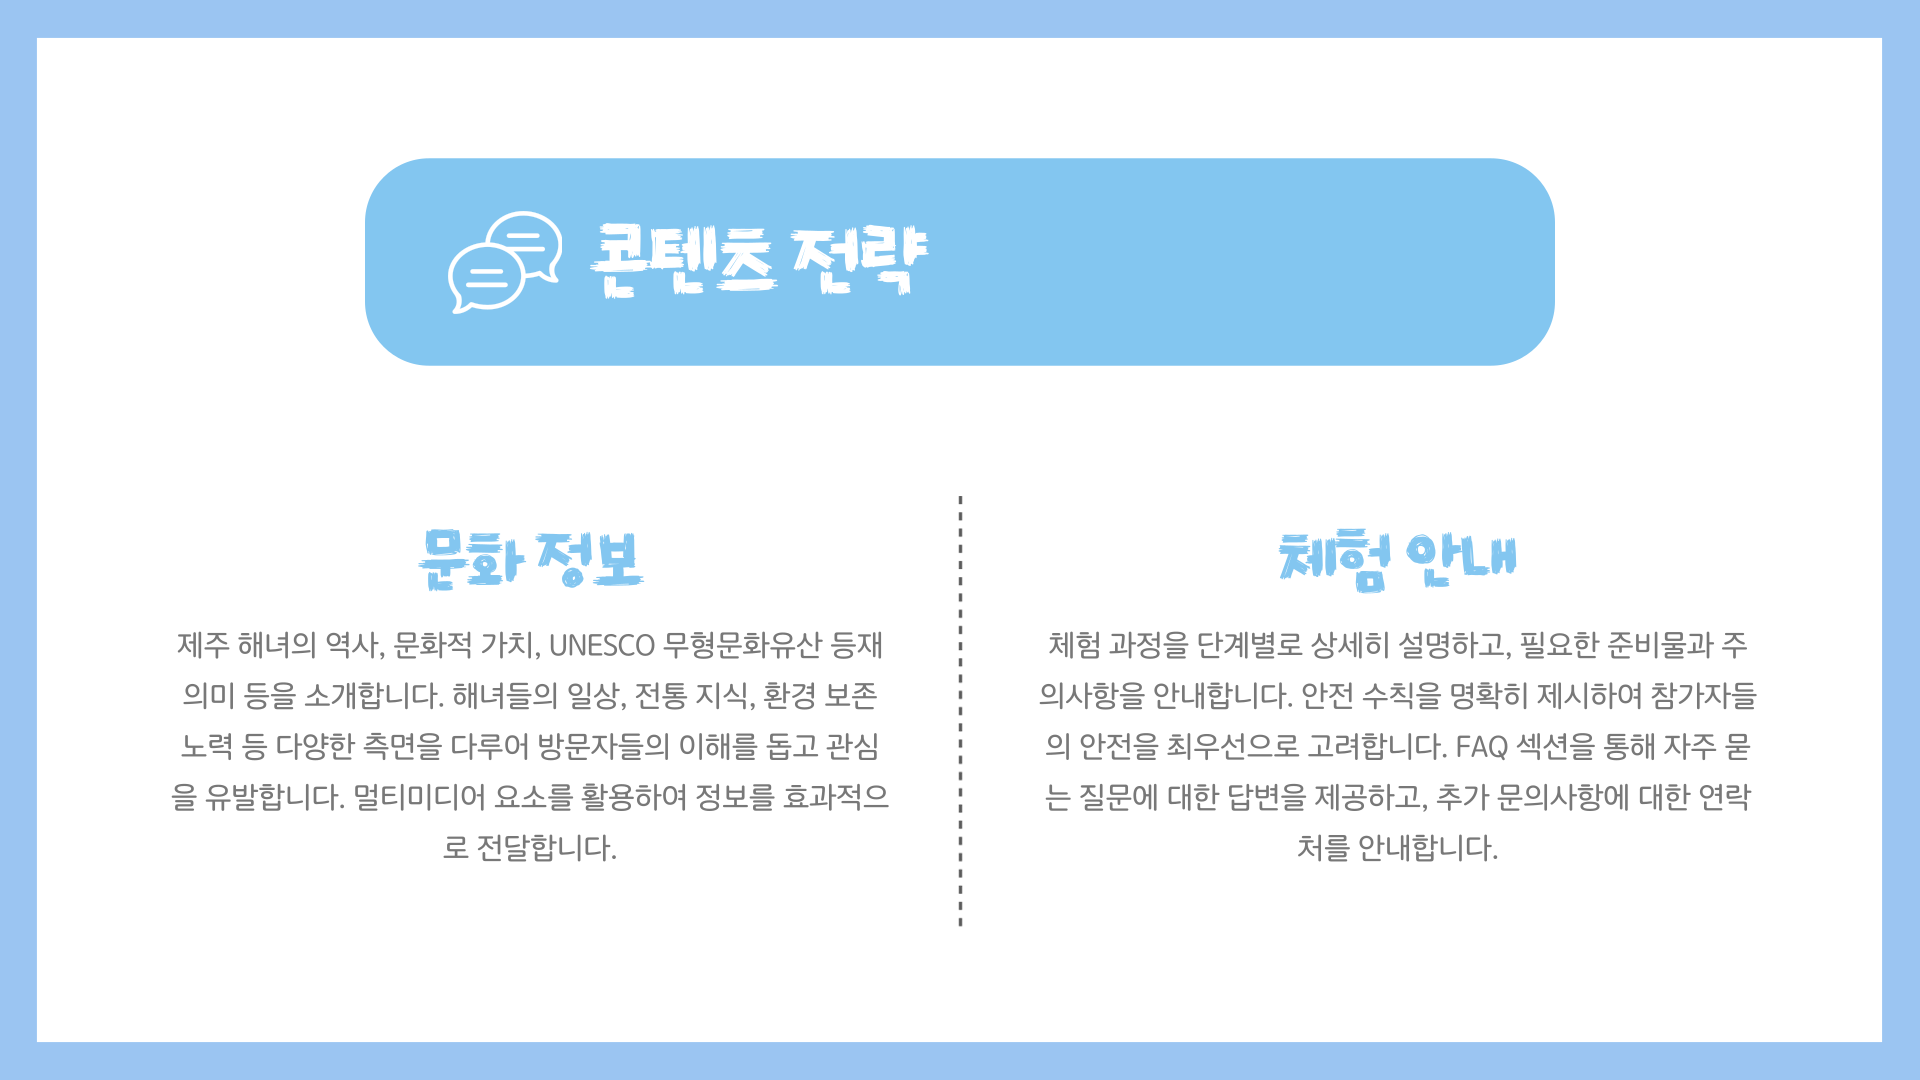 콘텐츠 전략
문화 정보
제주 해녀의 역사, 문화적 가치, UNESCO 무형문화유산 등재
의미 등을 소개합니다. 해녀들의 일상, 전통 지식, 환경 보존
노력 등 다양한 측면을 다루어 방문자들의 이해를 돕고 관심
을 유발합니다. 멀티미디어 요소를 활용하여 정보를 효과적으
로 전달합니다.
체험 안내
체험 과정을 단계별로 상세히 설명하고, 필요한 준비물과 주
의사항을 안내합니다. 안전 수칙을 명확히 제시하여 참가자들
의 안전을 최우선으로 고려합니다. FAQ 섹션을 통해 자주 묻
는 질문에 대한 답변을 제공하고, 추가 문의사항에 대한 연락
처를 안내합니다.